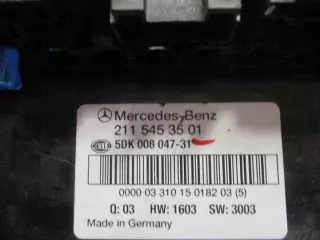 Mercedes-Benz
211 545 35 01
HELLA 5DK 008 047-31
0000 03 310 15 0182 03 (5)
Q: 03 HW: 1603 SW: 3003
Made in Germany